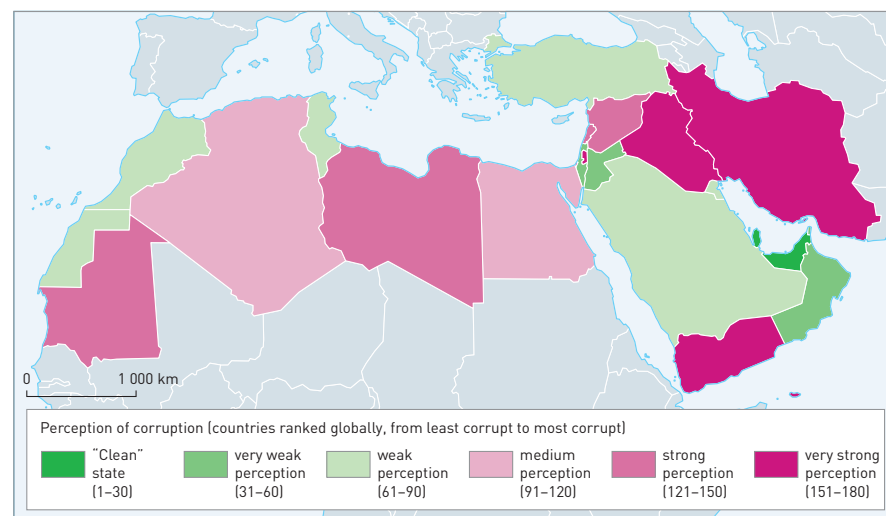 0 1 000 km
Perception of corruption (countries ranked globally, from least corrupt to most corrupt)
“Clean”
state
(1–30)
very weak
perception
(31–60)
weak
perception
(61–90)
medium
perception
(91–120)
strong
perception
(121–150)
very strong
perception
(151–180)